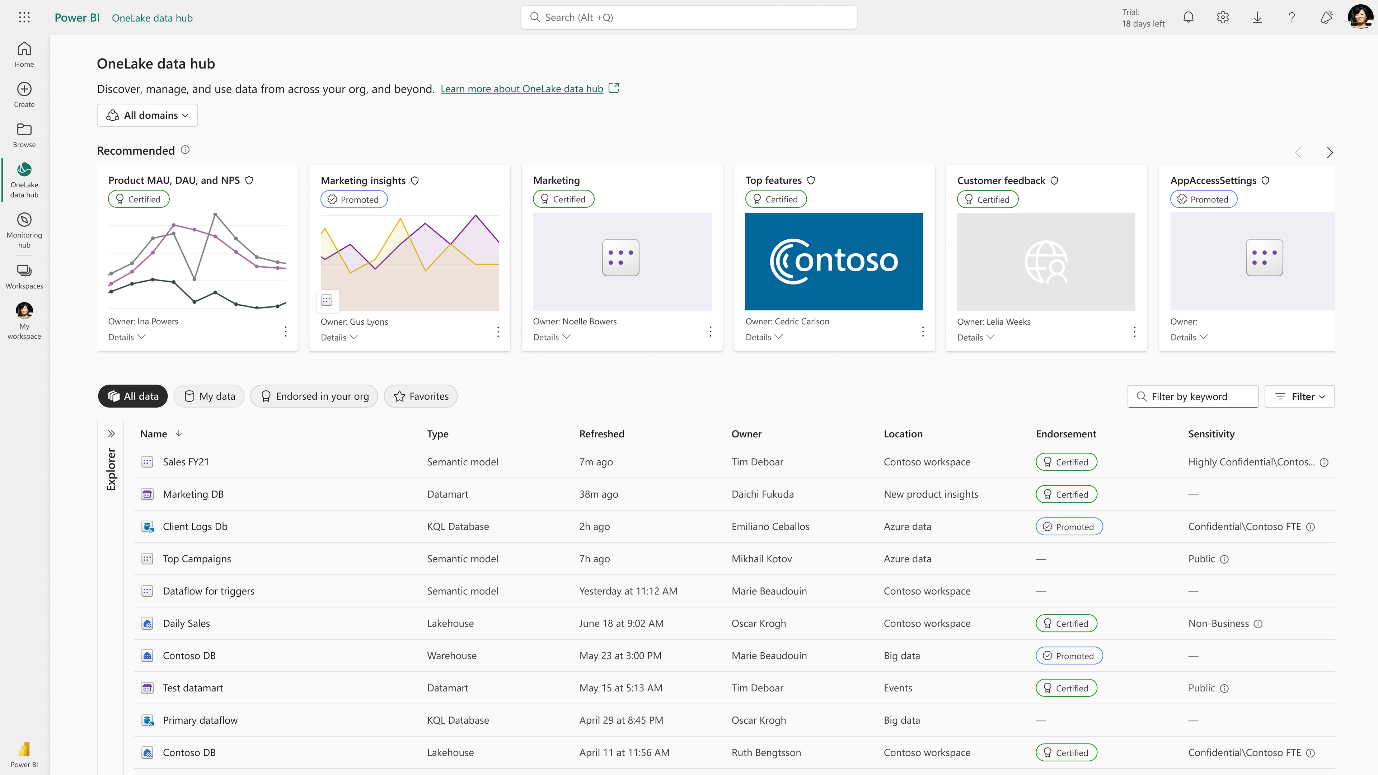 Power BI OneLake data hub
Search (Alt +Q)
Trial:
18 days left
Home
Create
Browse
OneLake
data hub
Monitoring
hub
Workspaces
My
workspace
Power BI
OneLake data hub
Discover, manage, and use data from across your org, and beyond. Learn more about OneLake data hub
All domains
Recommended
Product MAU, DAU, and NPS
Certified
Owner: Ina Powers
Details
Marketing insights
Promoted
Owner: Gus Lyons
Details
Marketing
Certified
Owner: Noelle Bowers
Details
Top features
Certified
Contoso
Owner: Cedric Carlson
Details
Customer feedback
Certified
Owner: Lelia Weeks
Details
AppAccessSettings
Promoted
Owner:
Details
All data My data Endorsed in your org Favorites
Filter by keyword Filter
Explorer
Name Type Refreshed Owner Location Endorsement Sensitivity
Sales FY21 Semantic model 7m ago Tim Deboar Contoso workspace Certified Highly Confidential\Contos...
Marketing DB Datamart 38m ago Daichi Fukuda New product insights Certified —
Client Logs Db KQL Database 2h ago Emiliano Ceballos Azure data Promoted Confidential\Contoso FTE
Top Campaigns Semantic model 7h ago Mikhail Kotov Azure data — Public
Dataflow for triggers Semantic model Yesterday at 11:12 AM Marie Beaudouin Contoso workspace — —
Daily Sales Lakehouse June 18 at 9:02 AM Oscar Krogh Contoso workspace Certified Non-Business
Contoso DB Warehouse May 23 at 3:00 PM Marie Beaudouin Big data Promoted —
Test datamart Datamart May 15 at 5:13 AM Tim Deboar Events Certified Public
Primary dataflow KQL Database April 29 at 8:45 PM Oscar Krogh Big data — —
Contoso DB Lakehouse April 11 at 11:56 AM Ruth Bengtsson Contoso workspace Certified Confidential\Contoso FTE